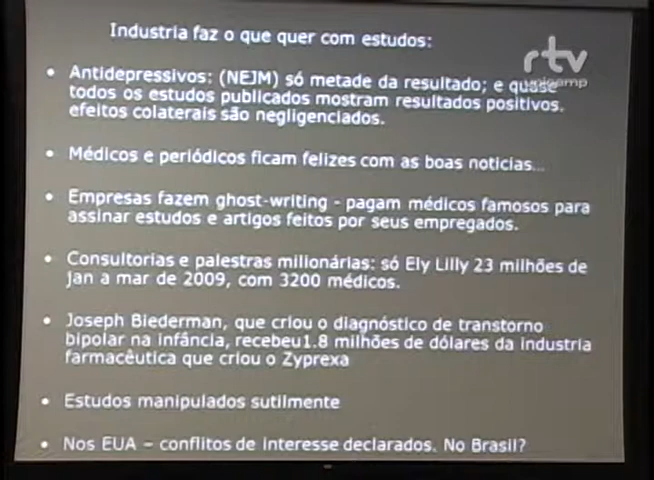 Industria faz o que quer com estudos:
rtv
unicamp
• Antidepressivos: (NEJM) só metade da resultado; e quase
todos os estudos publicados mostram resultados positivos.
efeitos colaterais são negligenciados.
• Médicos e periódicos ficam felizes com as boas noticias...
• Empresas fazem ghost-writing - pagam médicos famosos para
assinar estudos e artigos feitos por seus empregados.
• Consultorias e palestras milionárias: só Ely Lilly 23 milhões de
Jan a mar de 2009, com 3200 médicos.
• Joseph Biederman, que criou o diagnóstico de transtorno
bipolar na infância, recebeu1.8 milhões de dólares da industria
farmacêutica que criou o Zyprexa
• Estudos manipulados sutilmente
• Nos EUA – conflitos de interesse declarados. No Brasil?